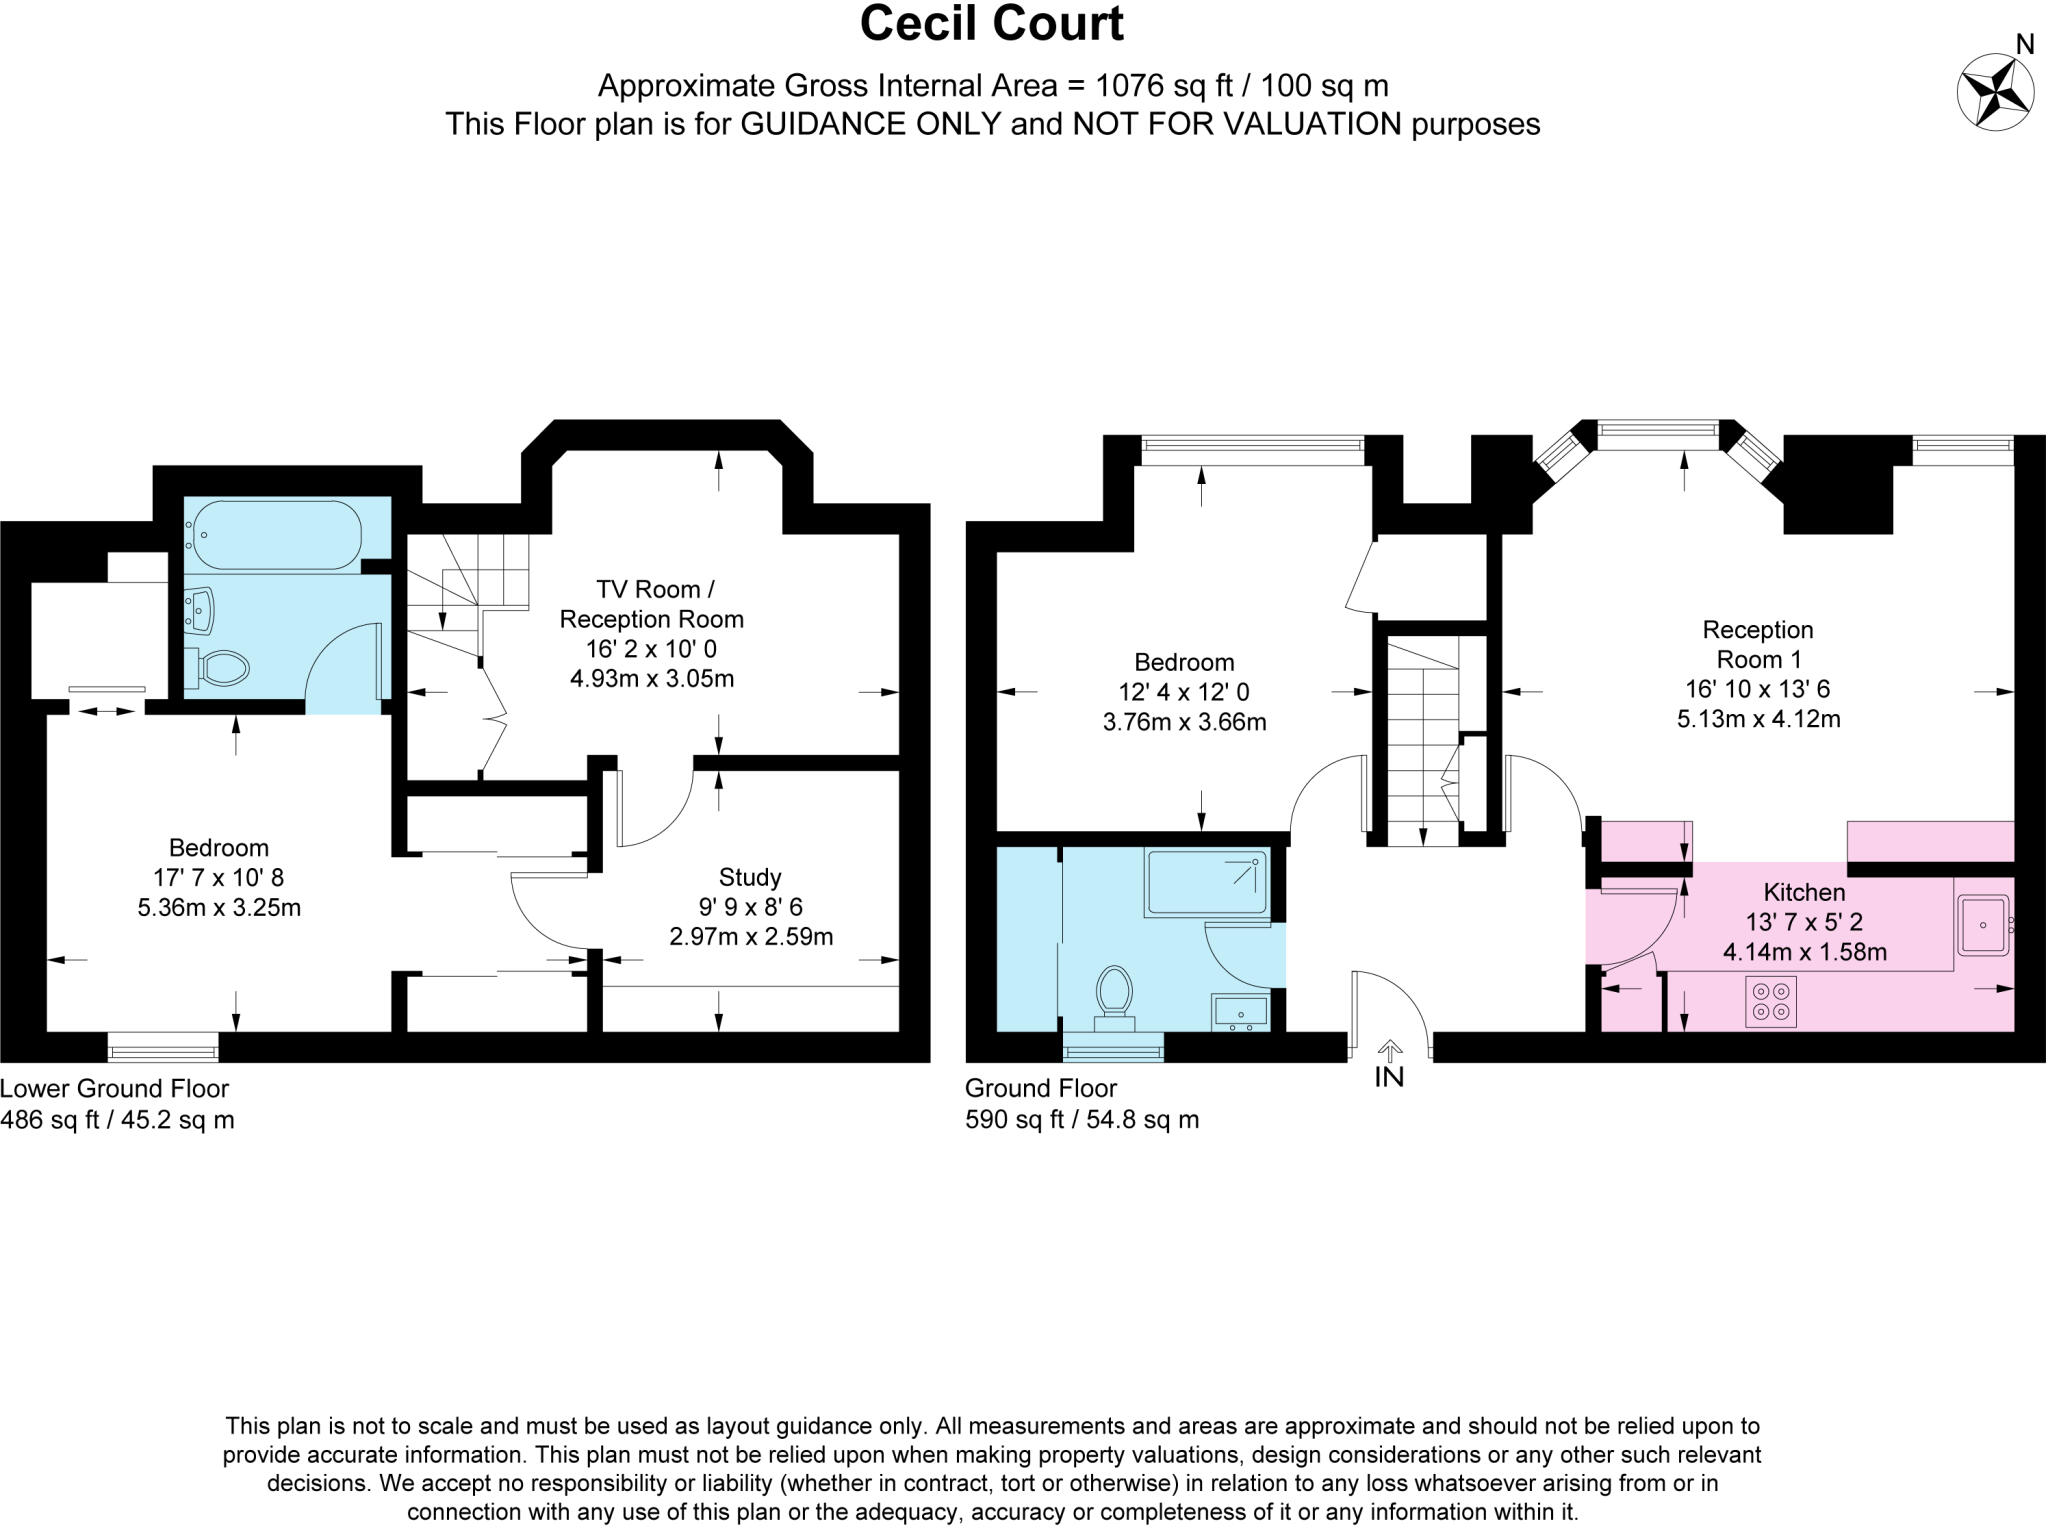 Cecil Court
N
Approximate Gross Internal Area = 1076 sq ft / 100 sq m
This Floor plan is for GUIDANCE ONLY and NOT FOR VALUATION purposes
TV Room /
Reception Room
16' 2 x 10' 0
4.93m x 3.05m
Bedroom
17' 7 x 10' 8
5.36m x 3.25m
Study
9' 9 x 8' 6
2.97m x 2.59m
Lower Ground Floor
486 sq ft / 45.2 sq m
Bedroom
12' 4 x 12' 0
3.76m x 3.66m
Reception
Room 1
16' 10 x 13' 6
5.13m x 4.12m
Kitchen
13' 7 x 5' 2
4.14m x 1.58m
IN
Ground Floor
590 sq ft / 54.8 sq m
This plan is not to scale and must be used as layout guidance only. All measurements and areas are approximate and should not be relied upon to
provide accurate information. This plan must not be relied upon when making property valuations, design considerations or any other such relevant
decisions. We accept no responsibility or liability (whether in contract, tort or otherwise) in relation to any loss whatsoever arising from or in
connection with any use of this plan or the adequacy, accuracy or completeness of it or any information within it.